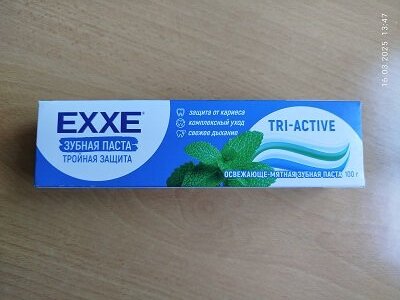 EXXE®
ЗУБНАЯ ПАСТА
ТРОЙНАЯ ЗАЩИТА
защита от кариеса
комплексный уход
свежее дыхание
TRI-ACTIVE
ОСВЕЖАЮЩЕ-МЯТНАЯ ЗУБНАЯ ПАСТА 100 г
16.03.2025 13:47